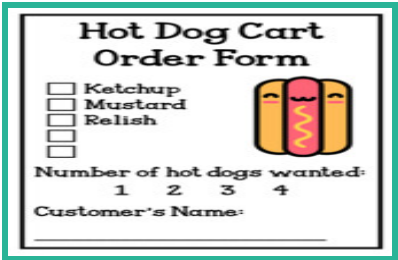 Hot Dog Cart
Order Form
Ketchup
Mustard
Relish
Number of hot dogs wanted:
1 2 3 4
Customer's Name: